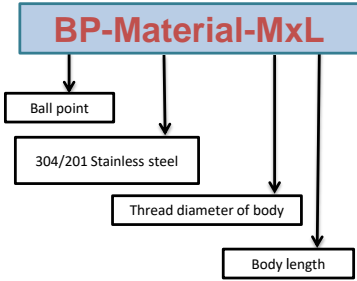 BP-Material-MxL
Ball point
304/201 Stainless steel
Thread diameter of body
Body length